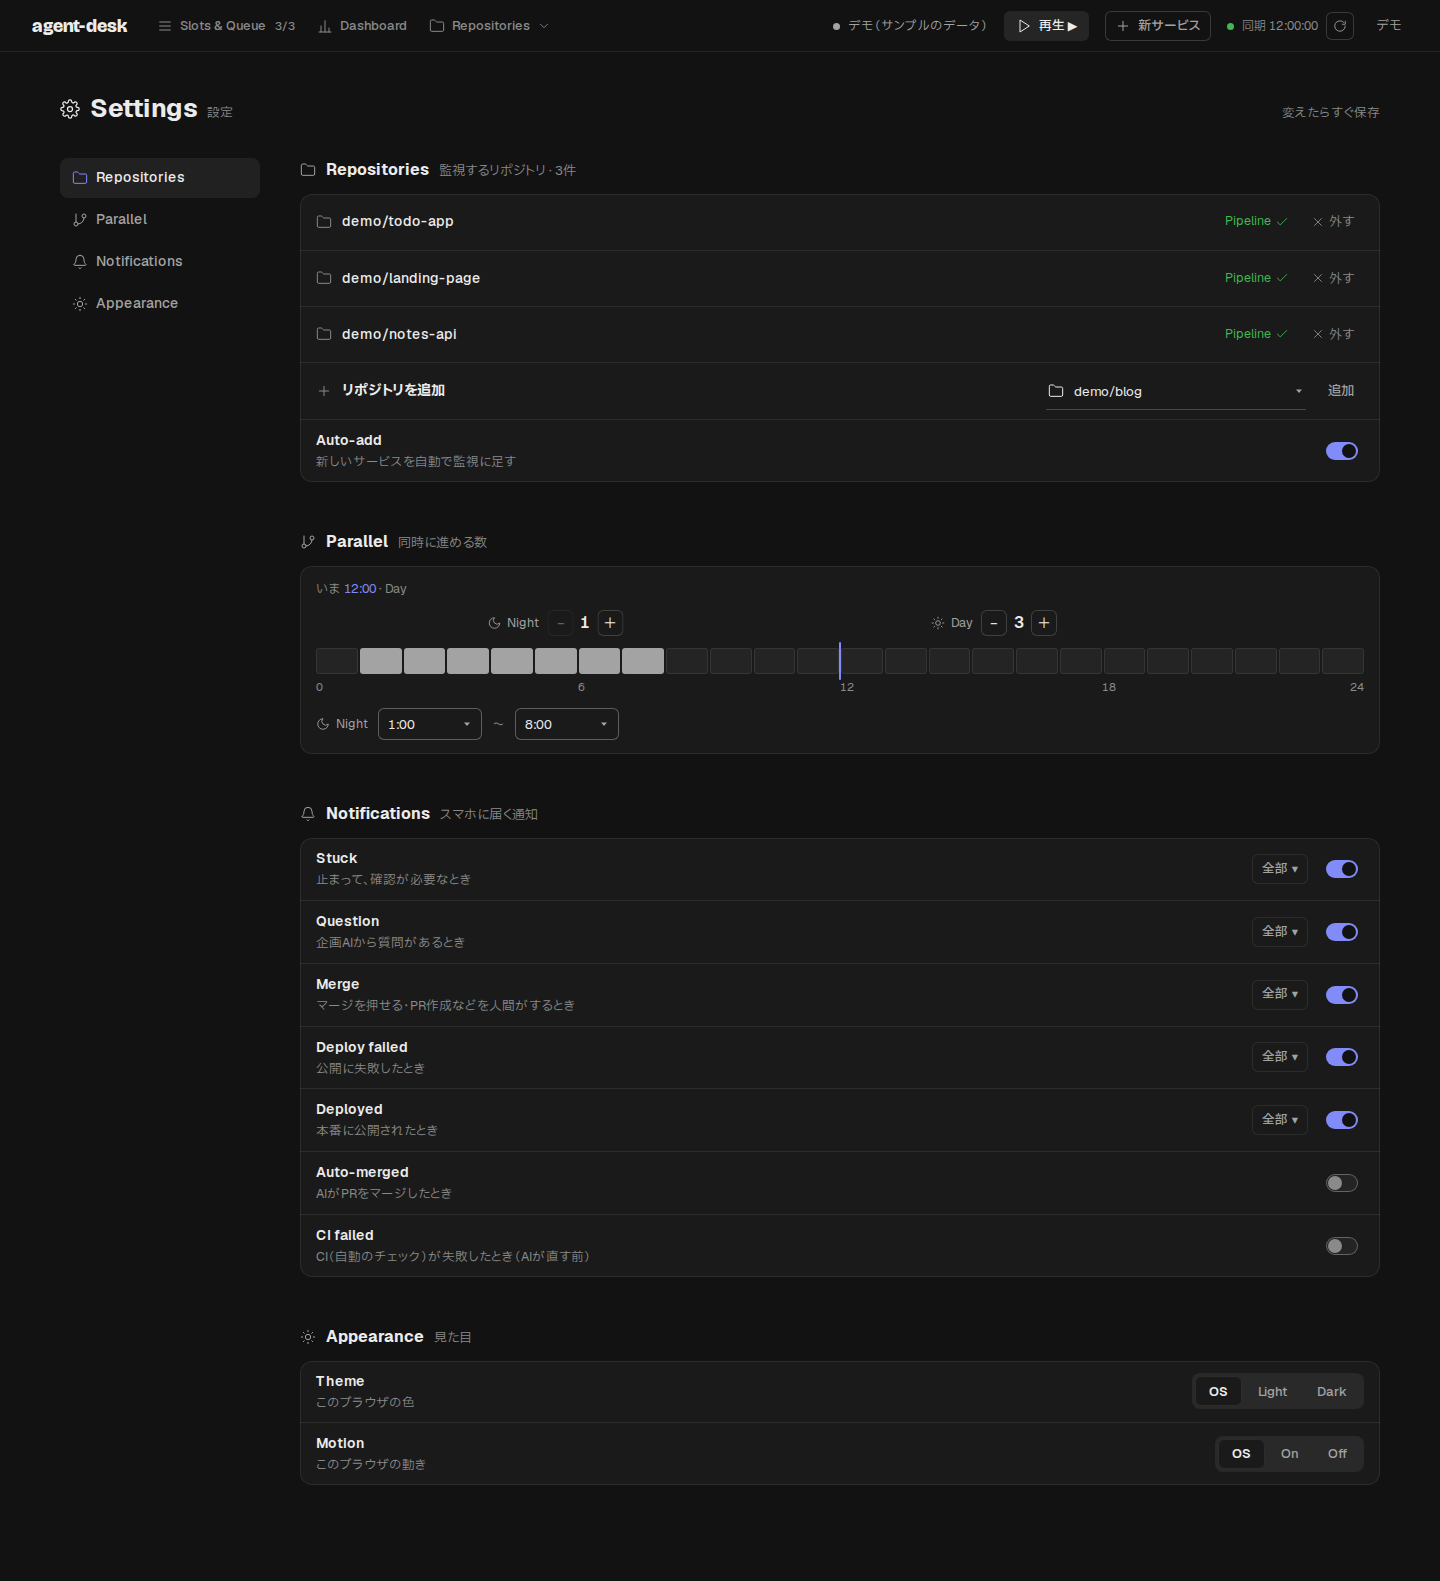 agent-desk Slots & Queue 3/3 Dashboard Repositories デモ（サンプルのデータ） 再生 ▶ 新サービス 同期 12:00:00 デモ
Settings 設定 変えたらすぐ保存
Repositories
Parallel
Notifications
Appearance
Repositories 監視するリポジトリ · 3件
demo/todo-app Pipeline 外す
demo/landing-page Pipeline 外す
demo/notes-api Pipeline 外す
リポジトリを追加 demo/blog 追加
Auto-add
新しいサービスを自動で監視に足す
Parallel 同時に進める数
いま 12:00 · Day
Night − 1 + Day − 3 +
0 6 12 18 24
Night 1:00 ～ 8:00
Notifications スマホに届く通知
Stuck
止まって、確認が必要なとき
全部 ▾
Question
企画AIから質問があるとき
全部 ▾
Merge
マージを押せる・PR作成などを人間がするとき
全部 ▾
Deploy failed
公開に失敗したとき
全部 ▾
Deployed
本番に公開されたとき
全部 ▾
Auto-merged
AIがPRをマージしたとき
CI failed
CI（自動のチェック）が失敗したとき（AIが直す前）
Appearance 見た目
Theme
このブラウザの色
OS Light Dark
Motion
このブラウザの動き
OS On Off